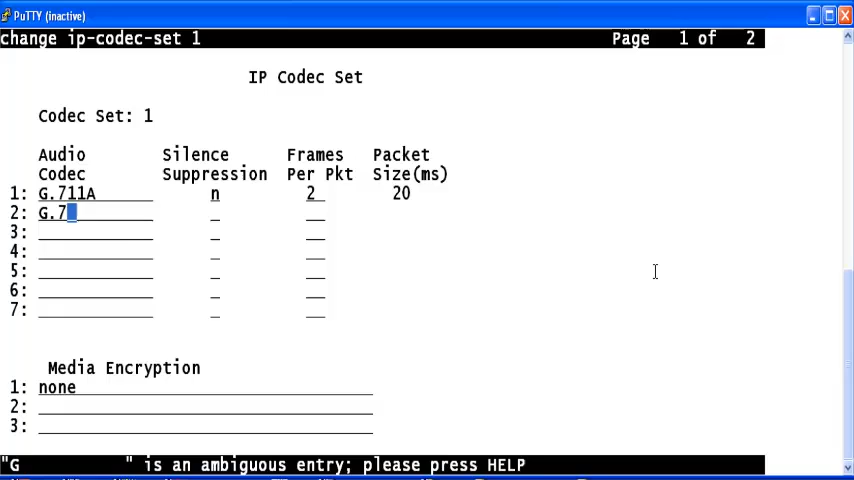 PuTTY (inactive)
change ip-codec-set 1 Page 1 of 2
IP Codec Set
Codec Set: 1
Audio Silence Frames Packet
Codec Suppression Per Pkt Size(ms)
1: G.711A n 2 20
2: G.7
3:
4:
5:
6:
7:
Media Encryption
1: none
2:
3:
"G " is an ambiguous entry; please press HELP